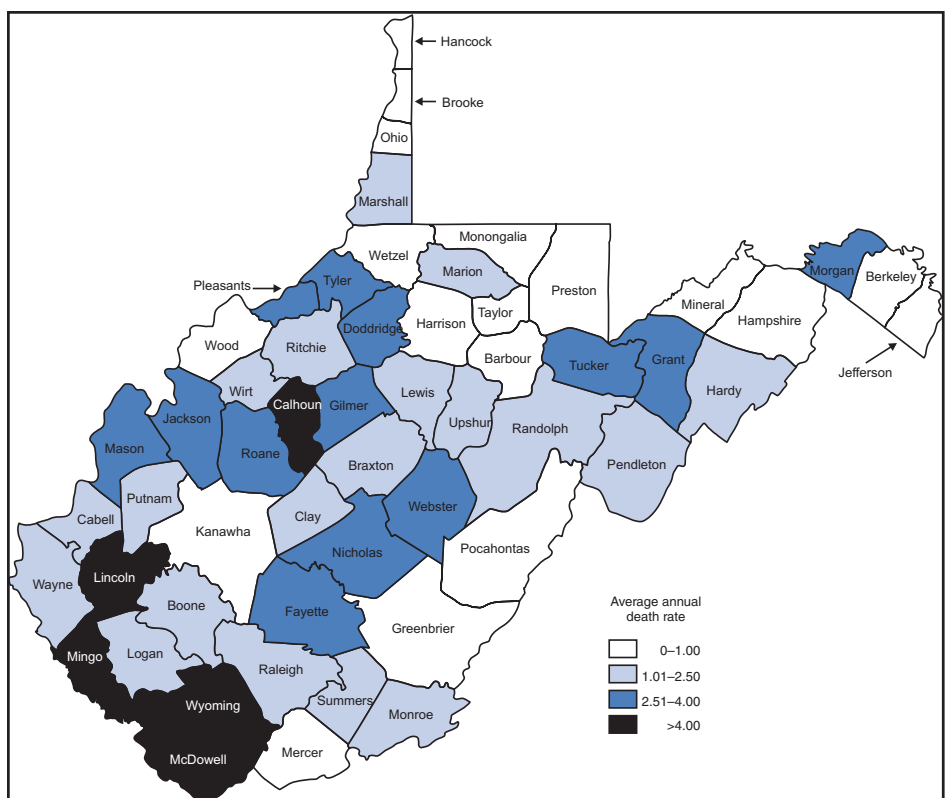 Hancock
Brooke
Ohio
Marshall
Monongalia
Wetzel
Marion
Morgan
Berkeley
Pleasants
Tyler
Preston
Mineral
Taylor
Hampshire
Doddridge
Harrison
Wood
Ritchie
Barbour
Tucker
Grant
Jefferson
Wirt
Lewis
Hardy
Calhoun
Gilmer
Jackson
Upshur
Randolph
Mason
Roane
Braxton
Pendleton
Putnam
Webster
Cabell
Clay
Kanawha
Pocahontas
Nicholas
Lincoln
Wayne
Boone
Fayette
Greenbrier
Average annual
death rate
0–1.00
1.01–2.50
2.51–4.00
>4.00
Mingo
Logan
Raleigh
Summers
Wyoming
Monroe
Mercer
McDowell